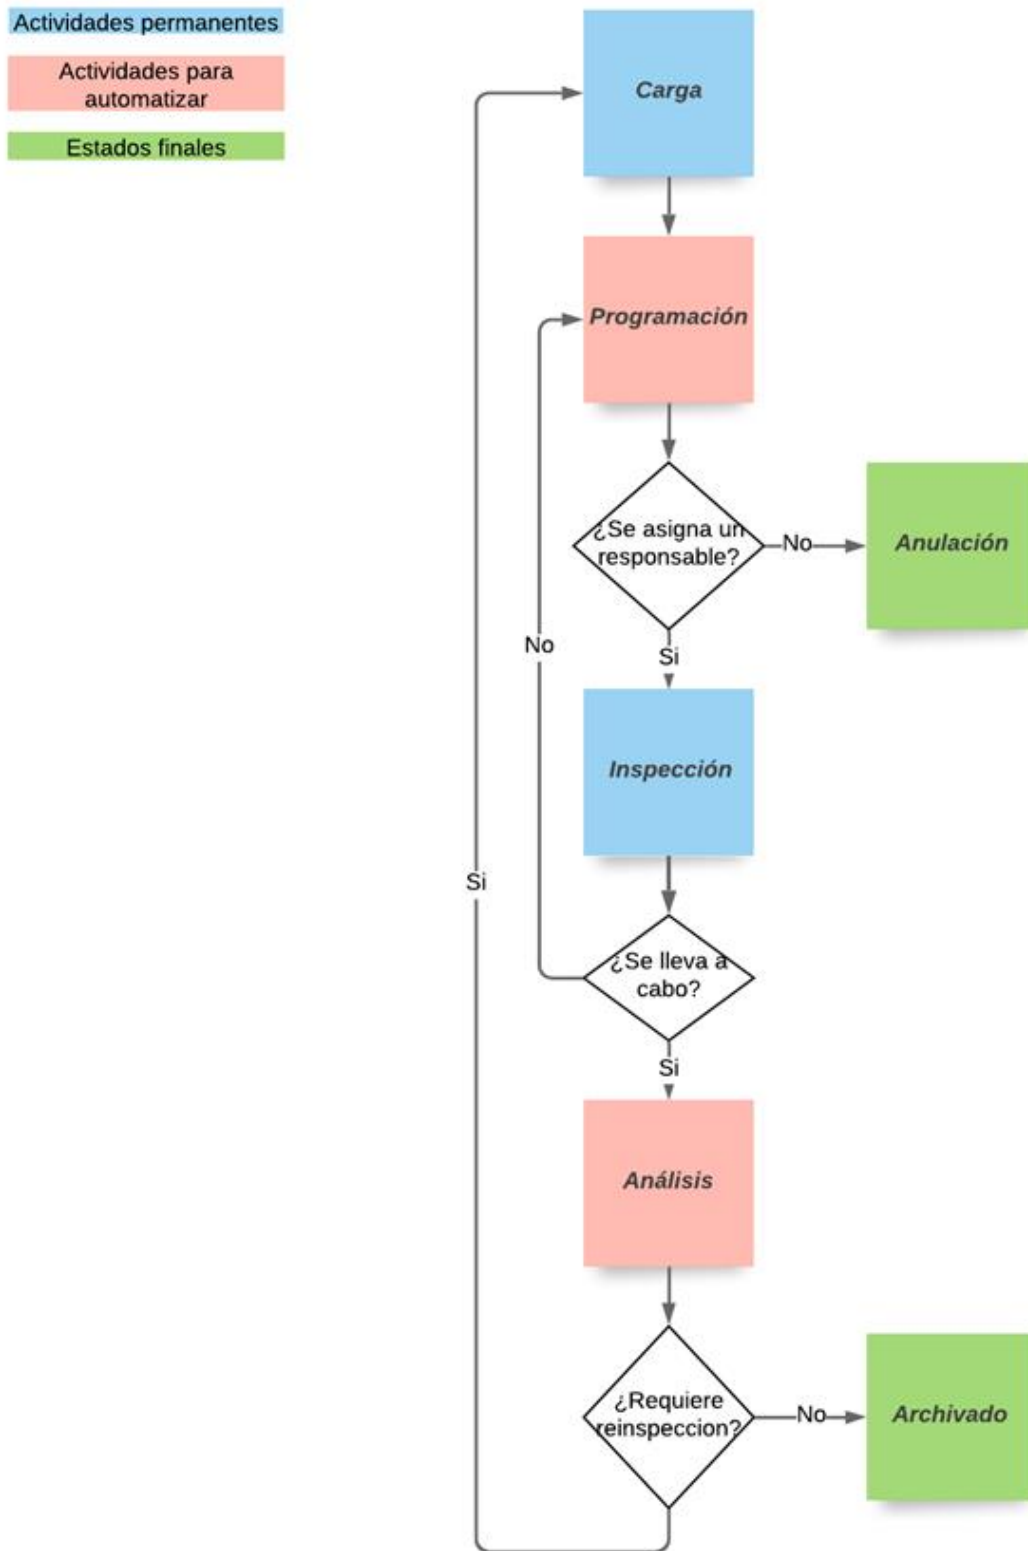 Actividades permanentes
Actividades para
automatizar
Estados finales
Carga
Programación
¿Se asigna un
responsable?
No
Anulación
No
Si
Inspección
Si
¿Se lleva a
cabo?
Si
Análisis
¿Requiere
reinspeccion?
No
Archivado